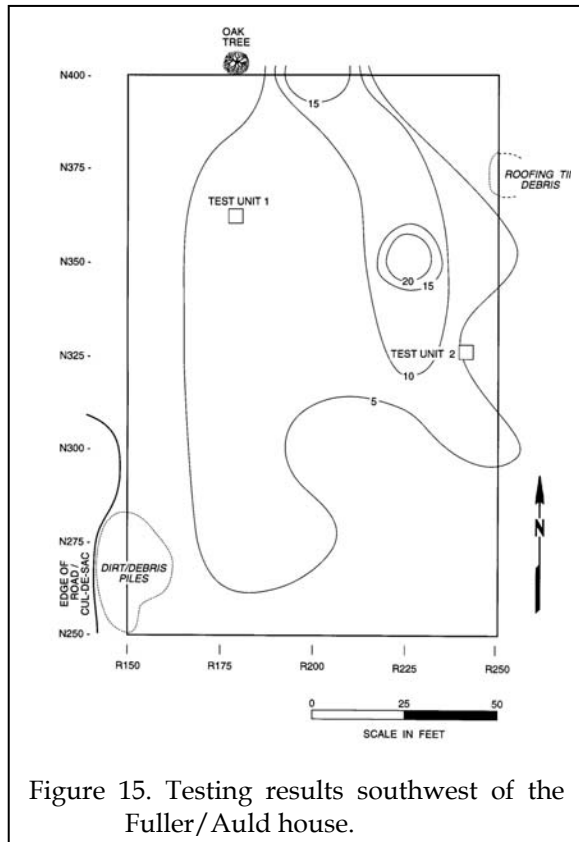 OAK
TREE
N400 -
15
N375 -
ROOFING TI
DEBRIS
TEST UNIT 1
N350 -
20
15
N325 -
TEST UNIT 2
10
5
N300 -
N
N275 -
DIRT/DEBRIS
PILES
EDGE OF
ROAD /
CUL-DE-SAC
N250 -
R150
R175
R200
R225
R250
0
25
50
SCALE IN FEET
Figure 15. Testing results southwest of the
Fuller/Auld house.